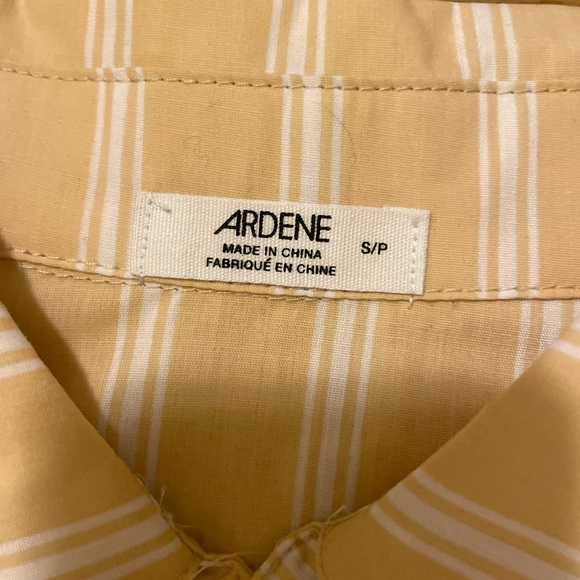 ARDENE
MADE IN CHINA
FABRIQUÉ EN CHINE
S/P